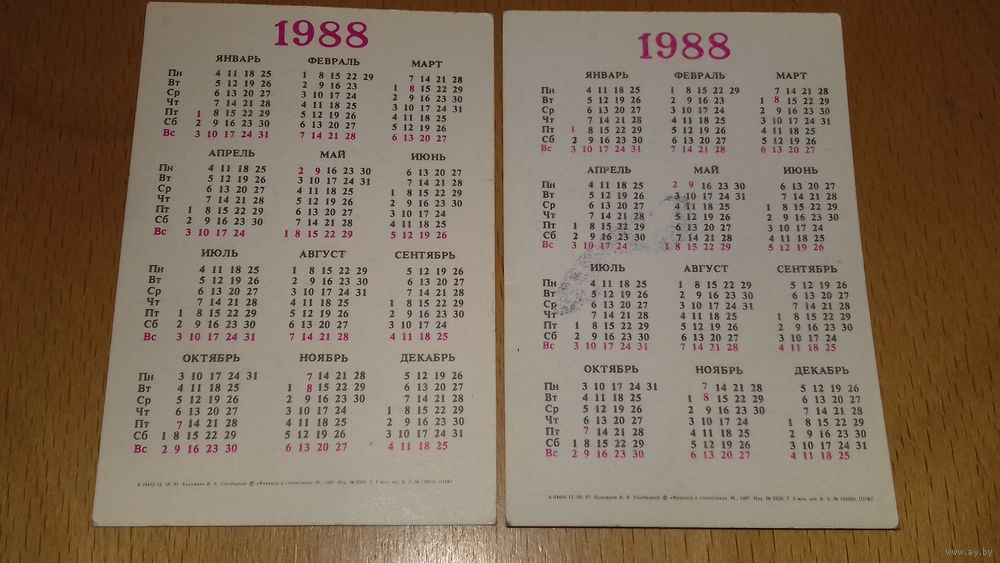 1988
ЯНВАРЬ ФЕВРАЛЬ МАРТ
Пн 4 11 18 25 1 8 15 22 29 7 14 21 28
Вт 5 12 19 26 2 9 16 23 1 8 15 22 29
Ср 6 13 20 27 3 10 17 24 2 9 16 23 30
Чт 7 14 21 28 4 11 18 25 3 10 17 24 31
Пт 1 8 15 22 29 5 12 19 26 4 11 18 25
Сб 2 9 16 23 30 6 13 20 27 5 12 19 26
Вс 3 10 17 24 31 7 14 21 28 6 13 20 27
АПРЕЛЬ МАЙ ИЮНЬ
Пн 4 11 18 25 2 9 16 23 30 6 13 20 27
Вт 5 12 19 26 3 10 17 24 31 7 14 21 28
Ср 6 13 20 27 4 11 18 25 1 8 15 22 29
Чт 7 14 21 28 5 12 19 26 2 9 16 23 30
Пт 1 8 15 22 29 6 13 20 27 3 10 17 24
Сб 2 9 16 23 30 7 14 21 28 4 11 18 25
Вс 3 10 17 24 1 8 15 22 29 5 12 19 26
ИЮЛЬ АВГУСТ СЕНТЯБРЬ
Пн 4 11 18 25 1 8 15 22 29 5 12 19 26
Вт 5 12 19 26 2 9 16 23 30 6 13 20 27
Ср 6 13 20 27 3 10 17 24 31 7 14 21 28
Чт 7 14 21 28 4 11 18 25 1 8 15 22 29
Пт 1 8 15 22 29 5 12 19 26 2 9 16 23 30
Сб 2 9 16 23 30 6 13 20 27 3 10 17 24
Вс 3 10 17 24 31 7 14 21 28 4 11 18 25
ОКТЯБРЬ НОЯБРЬ ДЕКАБРЬ
Пн 3 10 17 24 31 7 14 21 28 5 12 19 26
Вт 4 11 18 25 1 8 15 22 29 6 13 20 27
Ср 5 12 19 26 2 9 16 23 30 7 14 21 28
Чт 6 13 20 27 3 10 17 24 1 8 15 22 29
Пт 7 14 21 28 4 11 18 25 2 9 16 23 30
Сб 1 8 15 22 29 5 12 19 26 3 10 17 24 31
Вс 2 9 16 23 30 6 13 20 27 4 11 18 25
Художник © «Финансы и статистика», М., 1987
1988
ЯНВАРЬ ФЕВРАЛЬ МАРТ
Пн 4 11 18 25 1 8 15 22 29 7 14 21 28
Вт 5 12 19 26 2 9 16 23 1 8 15 22 29
Ср 6 13 20 27 3 10 17 24 2 9 16 23 30
Чт 7 14 21 28 4 11 18 25 3 10 17 24 31
Пт 1 8 15 22 29 5 12 19 26 4 11 18 25
Сб 2 9 16 23 30 6 13 20 27 5 12 19 26
Вс 3 10 17 24 31 7 14 21 28 6 13 20 27
АПРЕЛЬ МАЙ ИЮНЬ
Пн 4 11 18 25 2 9 16 23 30 6 13 20 27
Вт 5 12 19 26 3 10 17 24 31 7 14 21 28
Ср 6 13 20 27 4 11 18 25 1 8 15 22 29
Чт 7 14 21 28 5 12 19 26 2 9 16 23 30
Пт 1 8 15 22 29 6 13 20 27 3 10 17 24
Сб 2 9 16 23 30 7 14 21 28 4 11 18 25
Вс 3 10 17 24 1 8 15 22 29 5 12 19 26
ИЮЛЬ АВГУСТ СЕНТЯБРЬ
Пн 4 11 18 25 1 8 15 22 29 5 12 19 26
Вт 5 12 19 26 2 9 16 23 30 6 13 20 27
Ср 6 13 20 27 3 10 17 24 31 7 14 21 28
Чт 7 14 21 28 4 11 18 25 1 8 15 22 29
Пт 1 8 15 22 29 5 12 19 26 2 9 16 23 30
Сб 2 9 16 23 30 6 13 20 27 3 10 17 24
Вс 3 10 17 24 31 7 14 21 28 4 11 18 25
ОКТЯБРЬ НОЯБРЬ ДЕКАБРЬ
Пн 3 10 17 24 31 7 14 21 28 5 12 19 26
Вт 4 11 18 25 1 8 15 22 29 6 13 20 27
Ср 5 12 19 26 2 9 16 23 30 7 14 21 28
Чт 6 13 20 27 3 10 17 24 1 8 15 22 29
Пт 7 14 21 28 4 11 18 25 2 9 16 23 30
Сб 1 8 15 22 29 5 12 19 26 3 10 17 24 31
Вс 2 9 16 23 30 6 13 20 27 4 11 18 25
Художник © «Финансы и статистика», М., 1987
www.ay.by